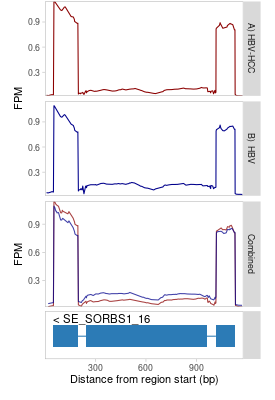 0.9
0.6
0.3
A) HBV-HCC
FPM
0.9
0.6
0.3
B) HBV
FPM
0.9
0.6
0.3
Combined
< SE_SORBS1_16
300
600
900
Distance from region start (bp)